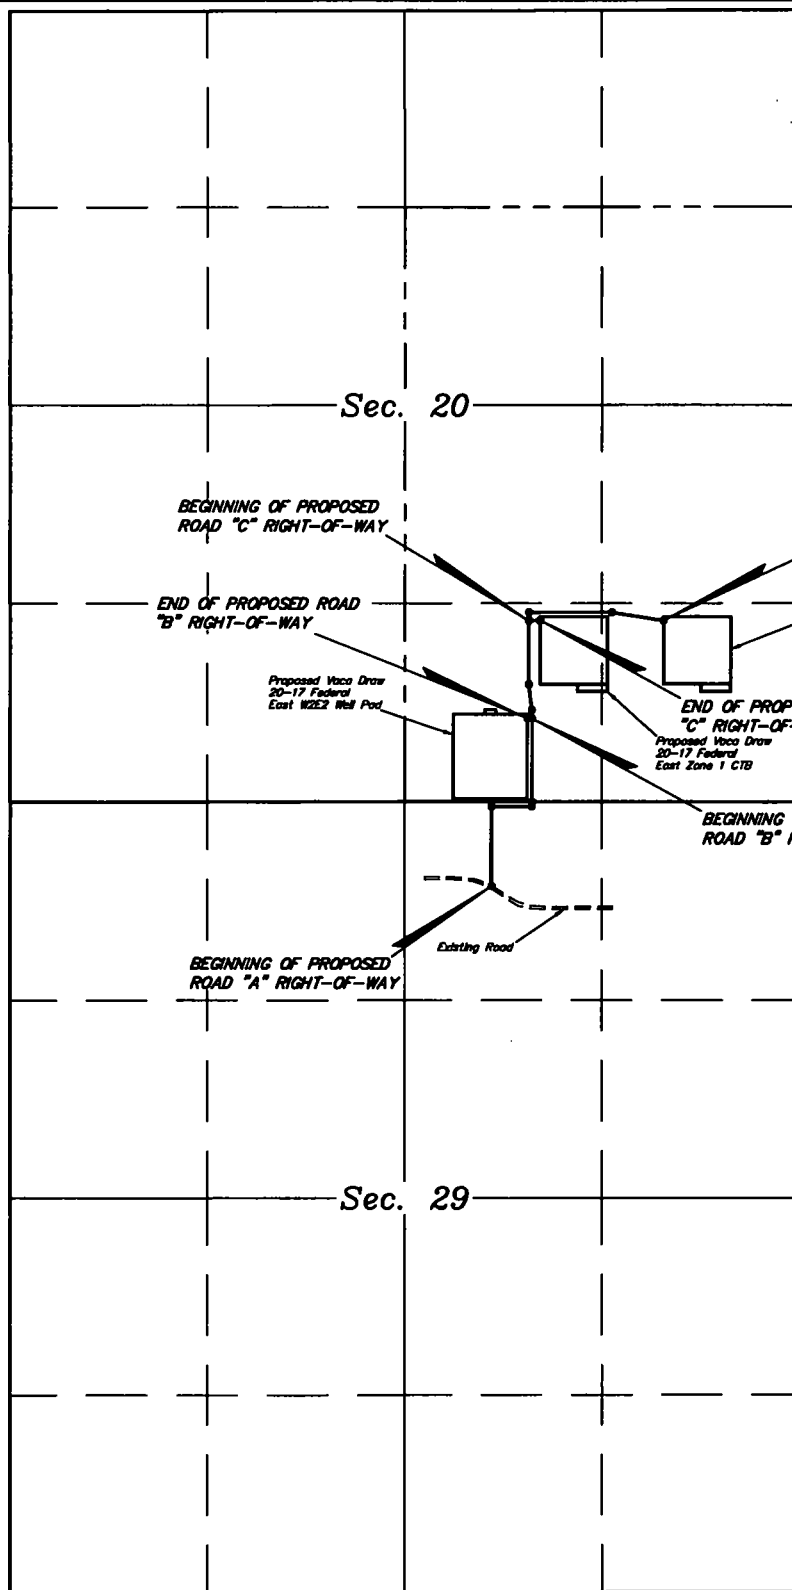 Sec. 20
BEGINNING OF PROPOSED
ROAD "C" RIGHT-OF-WAY
END OF PROPOSED ROAD
"B" RIGHT-OF-WAY
Proposed Vaca Draw
20-17 Federal
East W2E2 Well Pad
END OF PROP
"C" RIGHT-OF-
Proposed Vaca Draw
20-17 Federal
East Zone 1 CTB
BEGINNING
ROAD "B"
Existing Road
BEGINNING OF PROPOSED
ROAD "A" RIGHT-OF-WAY
Sec. 29